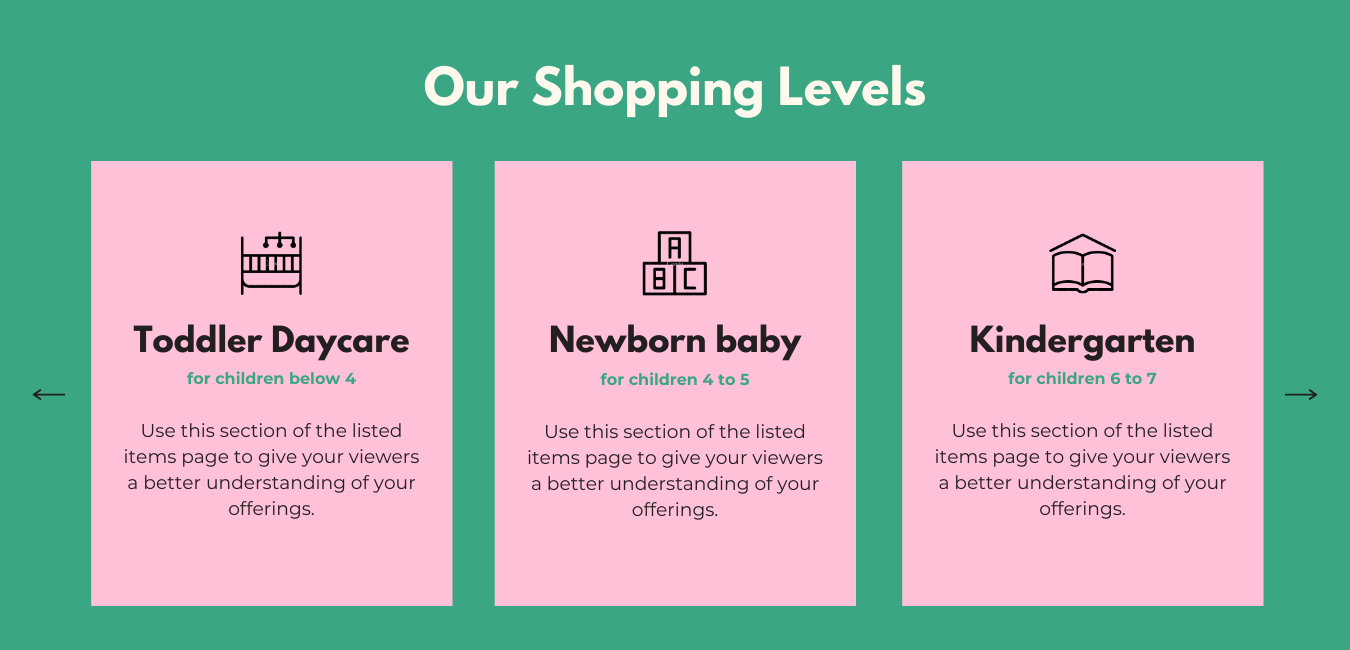 Our Shopping Levels
A
B C
Toddler Daycare
for children below 4
Use this section of the listed
items page to give your viewers
a better understanding of your
offerings.
Newborn baby
for children 4 to 5
Use this section of the listed
items page to give your viewers
a better understanding of your
offerings.
Kindergarten
for children 6 to 7
Use this section of the listed
items page to give your viewers
a better understanding of your
offerings.